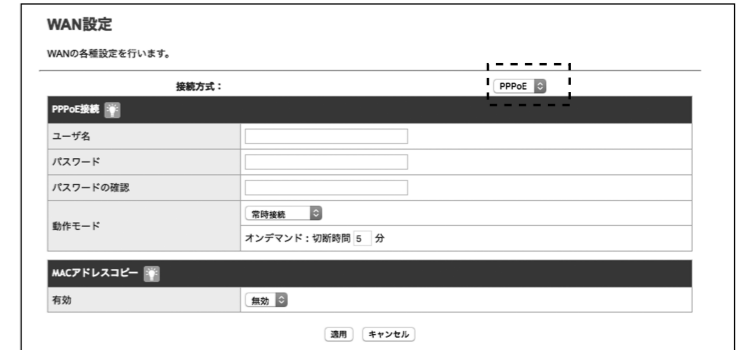 WAN設定
WANの各種設定を行います。
接続方式： PPPoE
PPPoE接続
ユーザ名
パスワード
パスワードの確認
動作モード 常時接続
オンデマンド：切断時間 5 分
MACアドレスコピー
有効 無効
適用 キャンセル